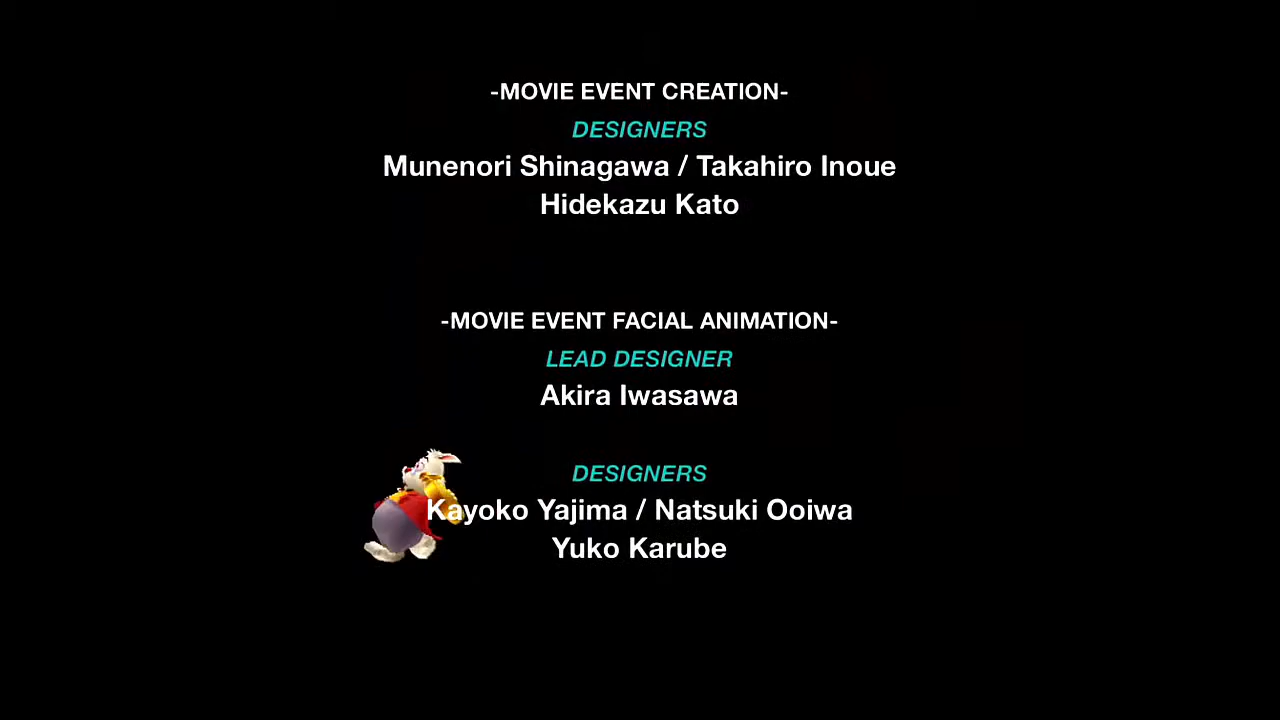 -MOVIE EVENT CREATION-
DESIGNERS
Munenori Shinagawa / Takahiro Inoue
Hidekazu Kato
-MOVIE EVENT FACIAL ANIMATION-
LEAD DESIGNER
Akira Iwasawa
DESIGNERS
Kayoko Yajima / Natsuki Ooiwa
Yuko Karube